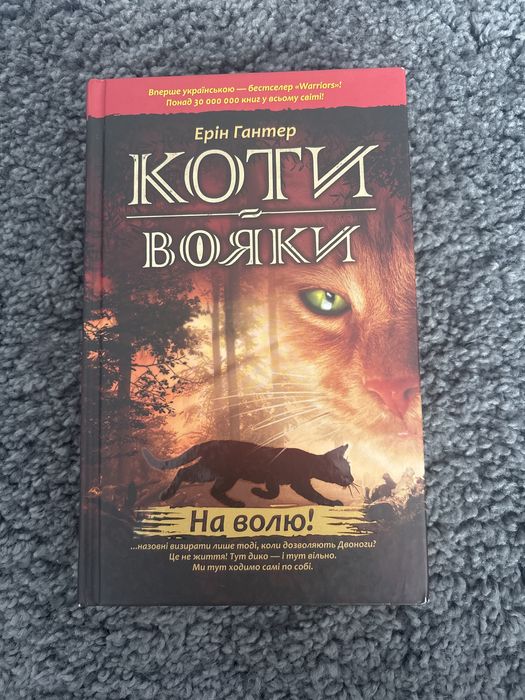 Вперше українською — бестселер «Warriors»!
Понад 30 000 000 книг у всьому світі!
Ерін Гантер
КОТИ
-
ВОЯКИ
На волю!
...назовні визирати лише тоді, коли дозволяють Двоноги?
Це не життя! Тут дико — і тут вільно.
Ми тут ходимо самі по собі.